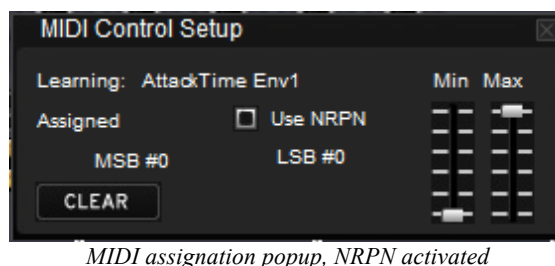 MIDI Control Setup
Learning: AttackTime Env1 Min Max
Assigned Use NRPN
MSB #0 LSB #0
CLEAR
MIDI assignation popup, NRPN activated